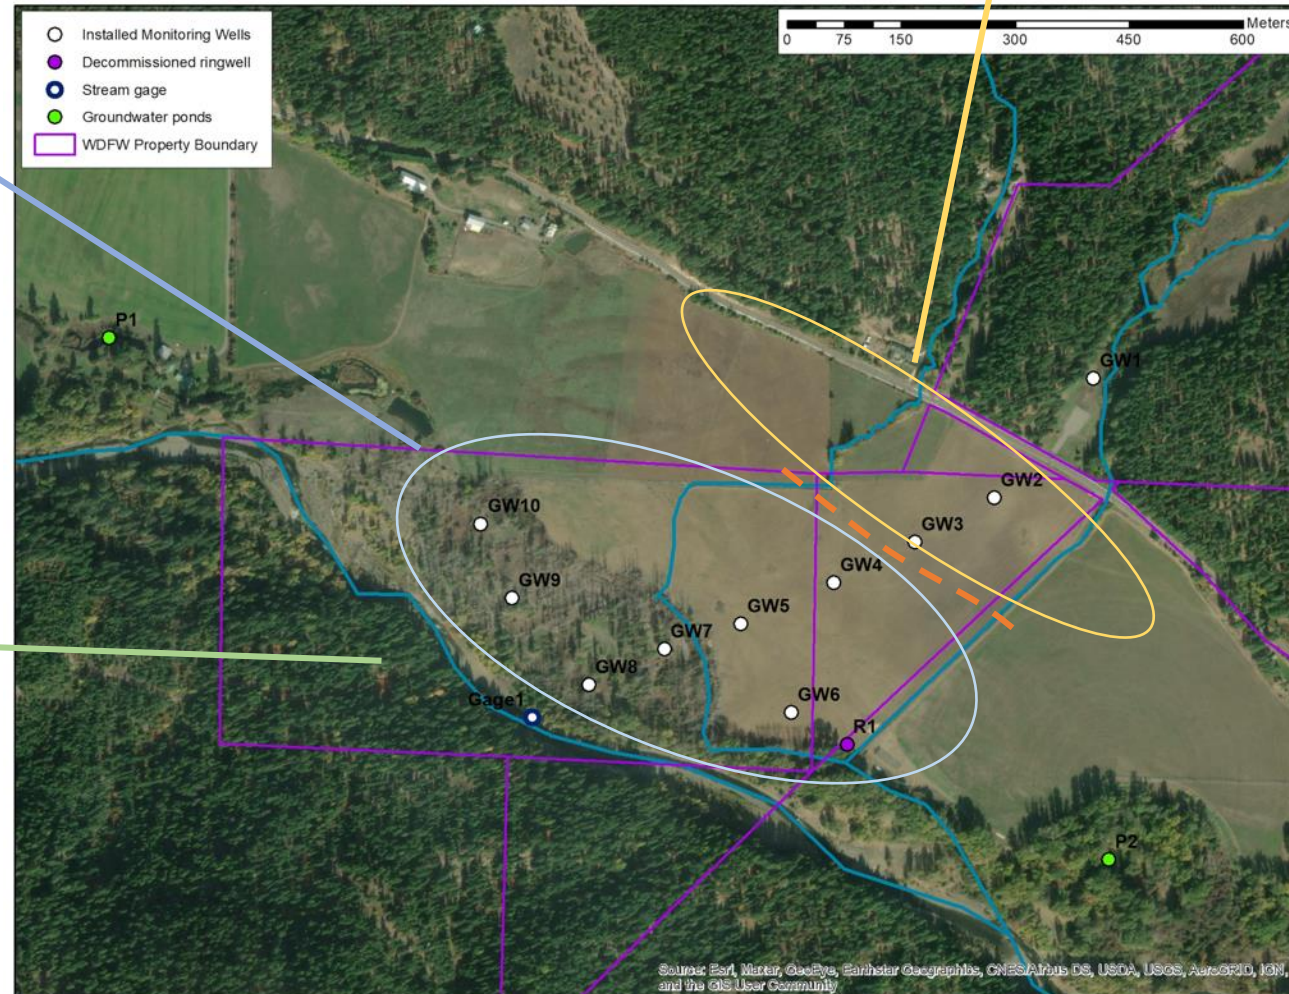 Installed Monitoring Wells
Decommissioned ringwell
Stream gage
Groundwater ponds
WDFW Property Boundary
Meters
0 75 150 300 450 600
P1
GW1
GW2
GW10
GW3
GW4
GW9
GW5
GW7
GW8
Gage1
GW6
R1
P2
Source: Esri, Maxar, GeoEye, Earthstar Geographics, CNES/Airbus DS, USDA, USGS, AeroGRID, IGN,
and the GIS User Community